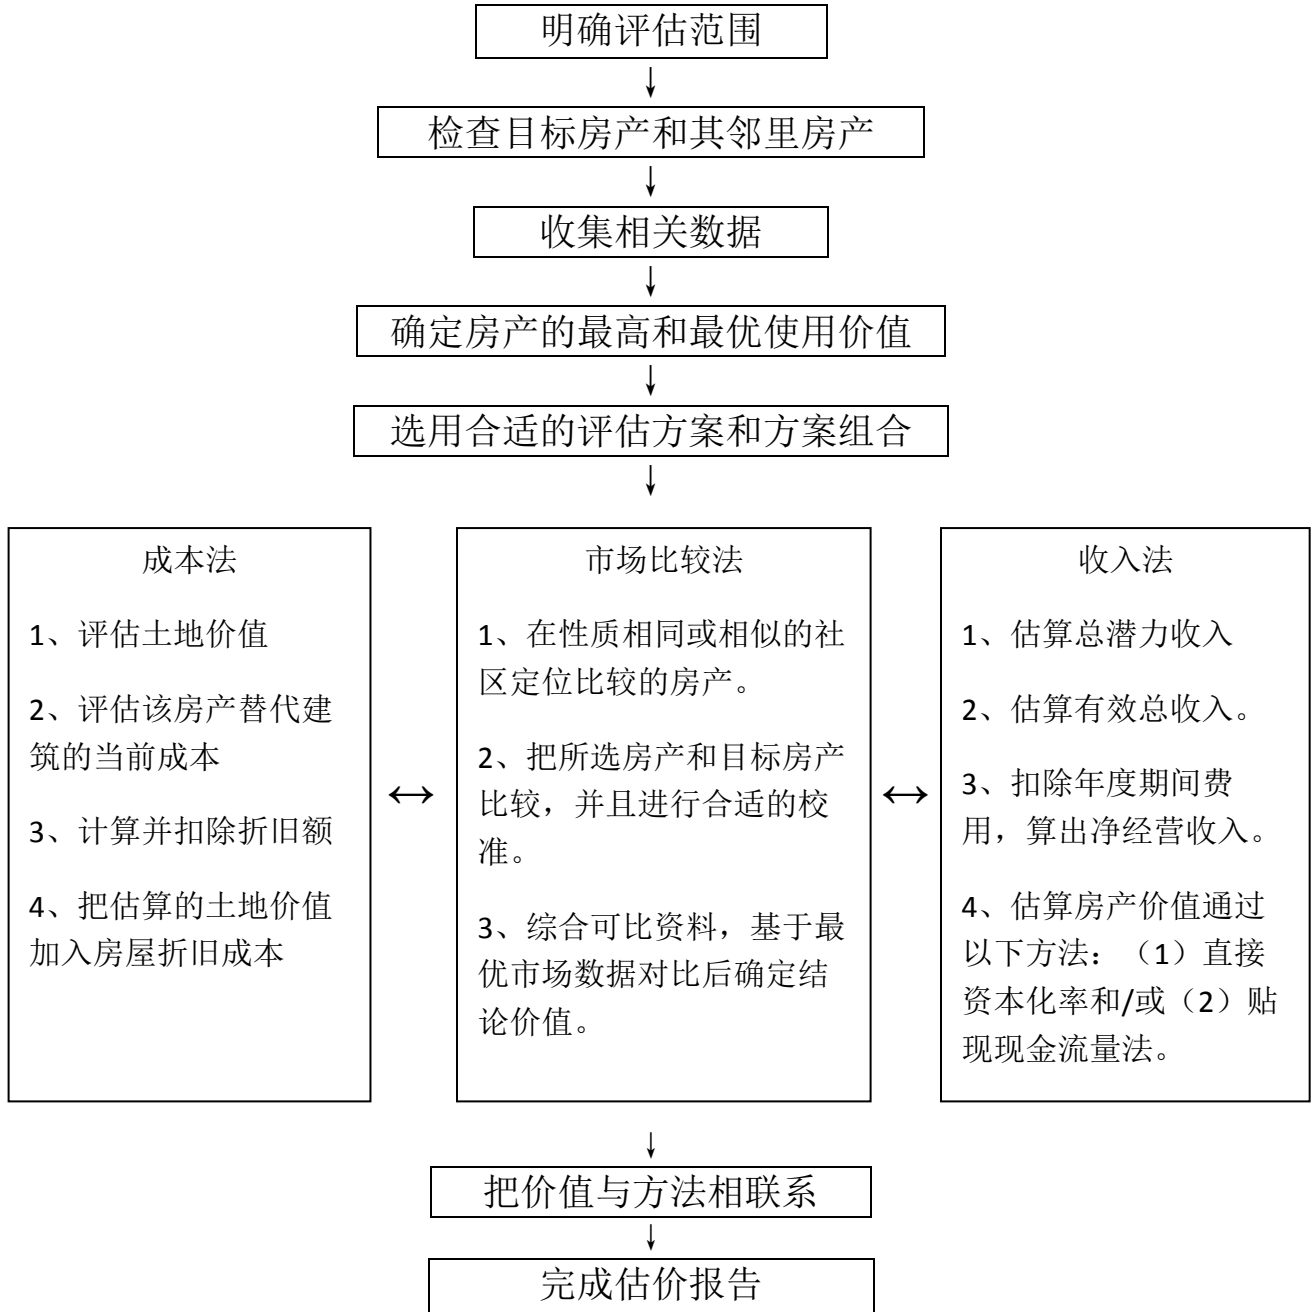 明确评估范围
检查目标房产和其邻里房产
收集相关数据
确定房产的最高和最优使用价值
选用合适的评估方案和方案组合
成本法
1、评估土地价值
2、评估该房产替代建
筑的当前成本
3、计算并扣除折旧额
4、把估算的土地价值
加入房屋折旧成本
市场比较法
1、在性质相同或相似的社
区定位比较的房产。
2、把所选房产和目标房产
比较，并且进行合适的校
准。
3、综合可比资料，基于最
优市场数据对比后确定结
论价值。
收入法
1、估算总潜力收入
2、估算有效总收入。
3、扣除年度期间费
用，算出净经营收入。
4、估算房产价值通过
以下方法：（1）直接
资本化率和/或（2）贴
现现金流量法。
把价值与方法相联系
完成估价报告